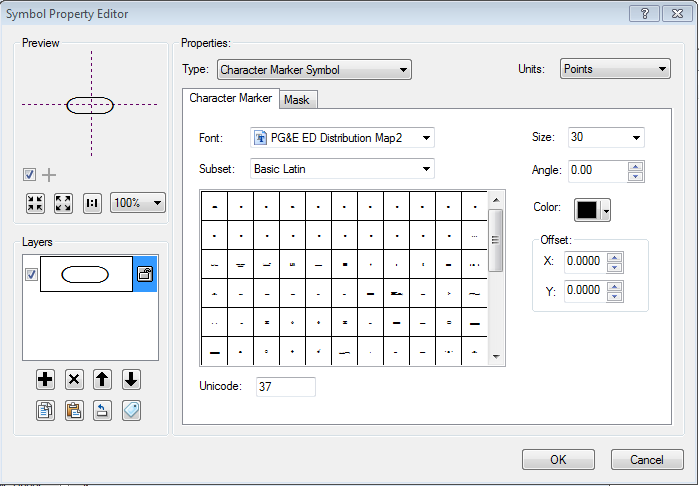 Symbol Property Editor
Preview
100%
Layers
Properties:
Type: Character Marker Symbol
Units: Points
Character Marker
Mask
Font: PG&E ED Distribution Map2
Subset: Basic Latin
Unicode: 37
Size: 30
Angle: 0.00
Color:
Offset:
X: 0.0000
Y: 0.0000
OK
Cancel